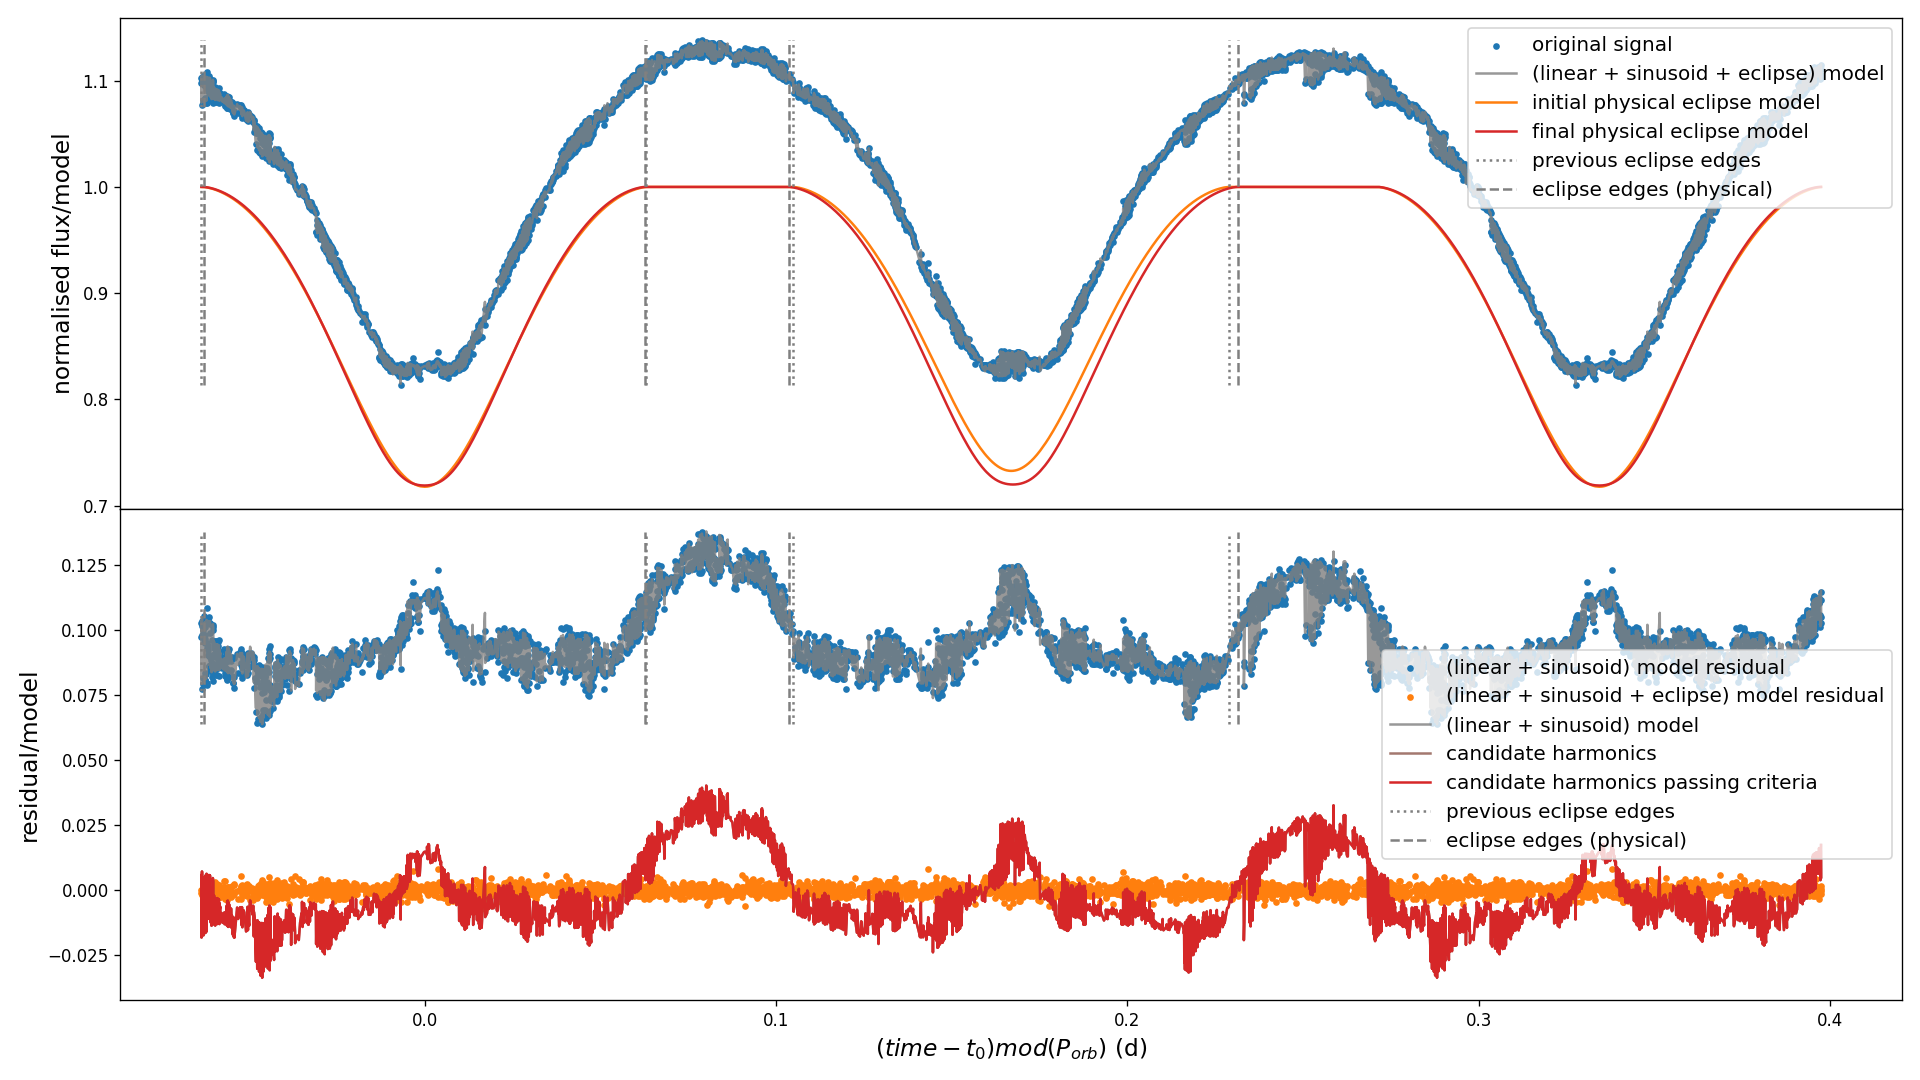 normalised flux/model
1.1
1.0
0.9
0.8
0.7
original signal
(linear + sinusoid + eclipse) model
initial physical eclipse model
final physical eclipse model
previous eclipse edges
eclipse edges (physical)
residual/model
0.125
0.100
0.075
0.050
0.025
0.000
−0.025
(linear + sinusoid) model residual
(linear + sinusoid + eclipse) model residual
(linear + sinusoid) model
candidate harmonics
candidate harmonics passing criteria
previous eclipse edges
eclipse edges (physical)
0.0 0.1 0.2 0.3 0.4
(time − t₀)mod(P_orb) (d)